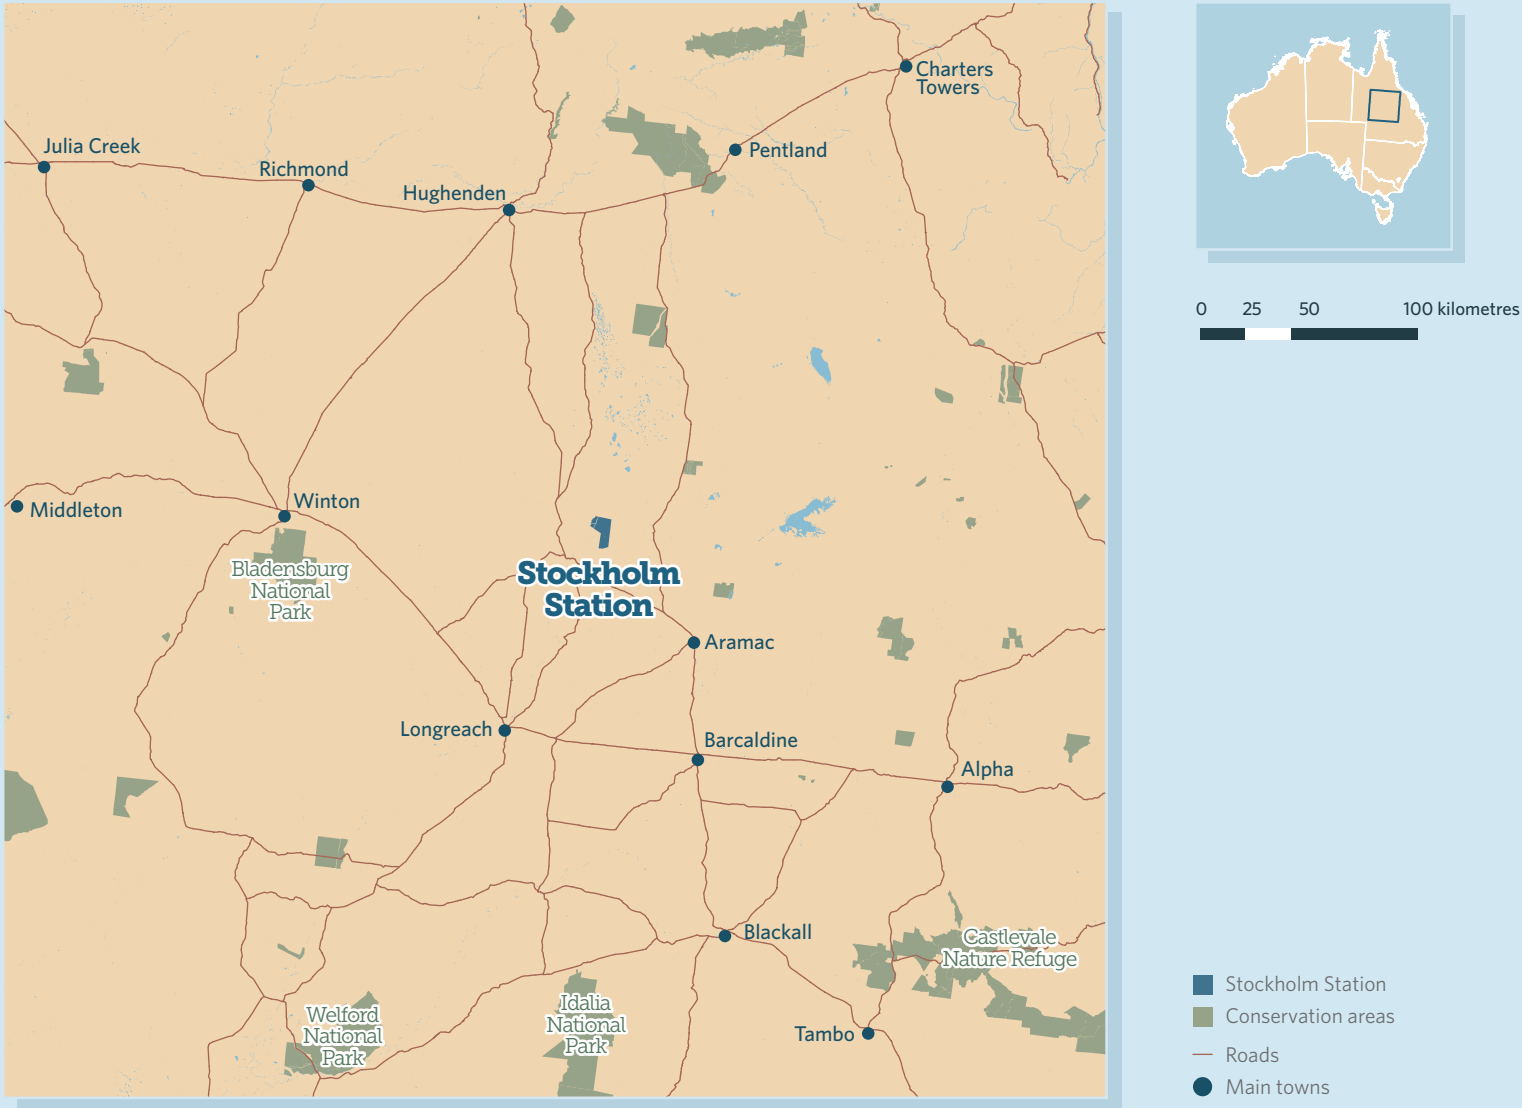 Charters
Towers
Julia Creek
Pentland
Richmond
Hughenden
Middleton
Winton
Bladensburg
National
Park
Stockholm
Station
Aramac
Longreach
Barcaldine
Alpha
Blackall
Castlevale
Nature Refuge
Welford
National
Park
Idalia
National
Park
Tambo
0 25 50 100 kilometres
Stockholm Station
Conservation areas
Roads
Main towns